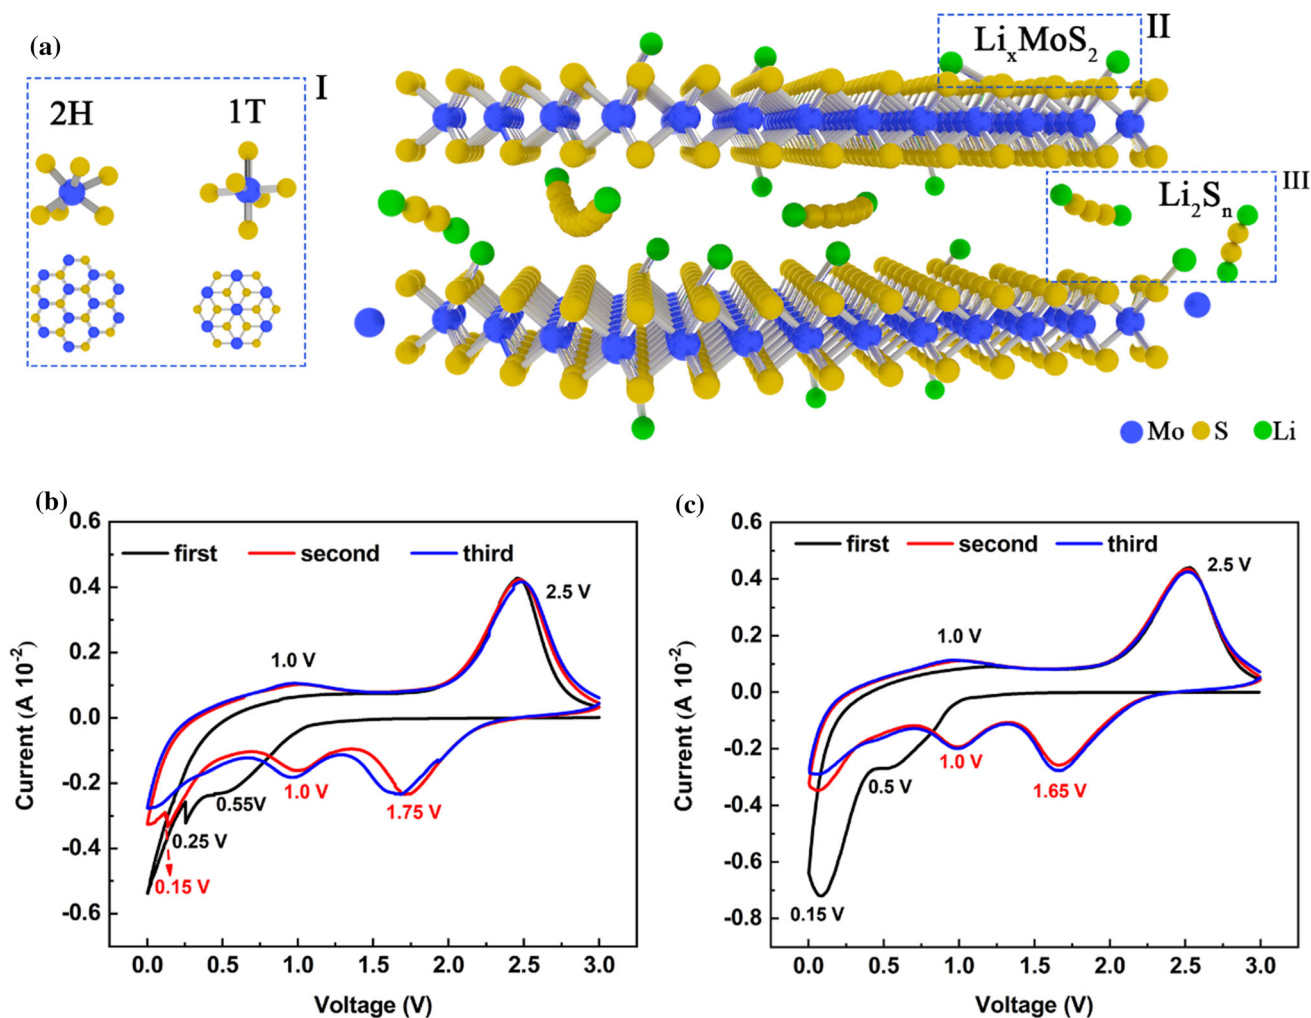 (a)
I
2H 1T
LiₓMoS₂
II
III
Li₂Sₙ
Mo S Li
(b)
first second third
2.5 V
1.0 V
0.55V
1.0 V
1.75 V
0.25 V
0.15 V
Current (A 10⁻²)
0.6
0.4
0.2
0.0
-0.2
-0.4
-0.6
0.0 0.5 1.0 1.5 2.0 2.5 3.0
Voltage (V)
(c)
first second third
2.5 V
1.0 V
0.5 V
1.0 V
1.65 V
0.15 V
Current (A 10⁻²)
0.6
0.4
0.2
0.0
-0.2
-0.4
-0.6
-0.8
0.0 0.5 1.0 1.5 2.0 2.5 3.0
Voltage (V)